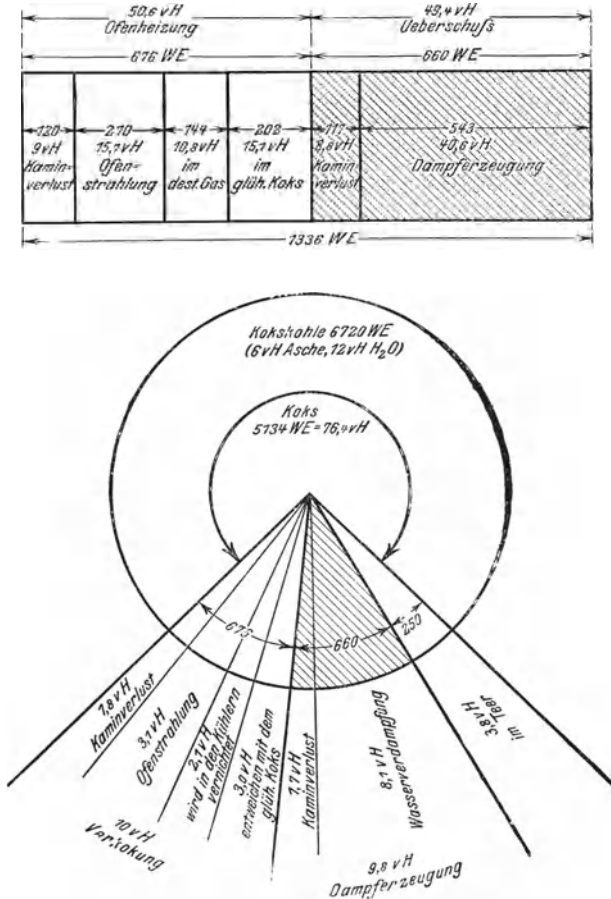 50,6 vH
Ofenheizung
49,4 vH
Ueberschuſs
676 WE
660 WE
120
9 vH
Kamin-
verlust
210
15,7 vH
Ofen-
strahlung
144
10,8 vH
im
dest. Gas
202
15,1 vH
im
glüh. Koks
117
8,8 vH
Kamin-
verlust
543
40,6 vH
Dampferzeugung
1336 WE
Kokskohle 6720 WE
(6 vH Asche, 12 vH H₂O)
Koks
5134 WE = 76,4 vH
676
660
250
1,8 vH
Kaminverlust
3,1 vH
Ofenstrahlung
2,1 vH
wird in den Kühlern
vernichtet
3,0 vH
entweichen mit dem
glüh. Koks
1,7 vH
Kaminverlust
8,1 vH
Wasserverdampfung
3,8 vH
im Teer
10 vH
Verkokung
9,8 vH
Dampferzeugung